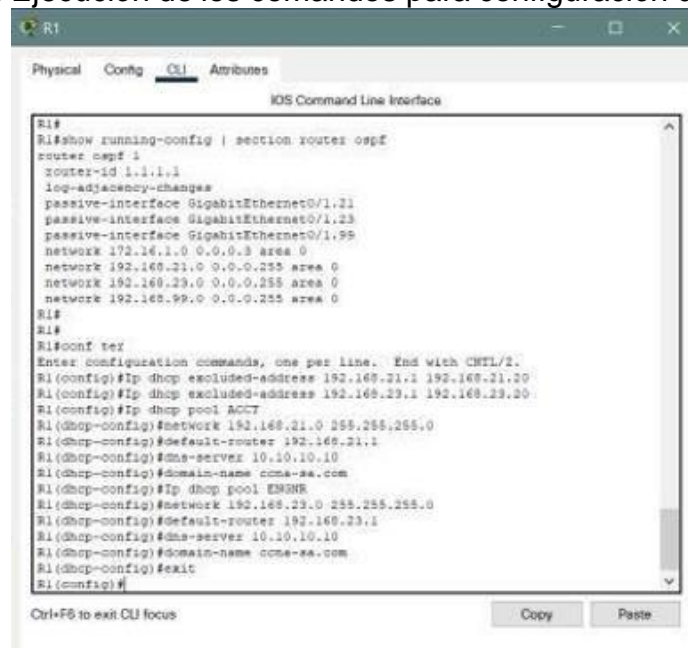 Ejecución de los comandos para configuración
R1
Physical Config CLI Attributes
IOS Command Line Interface
R1#
R1#show running-config | section router ospf
router ospf 1
router-id 1.1.1.1
log-adjacency-changes
passive-interface GigabitEthernet0/1.21
passive-interface GigabitEthernet0/1.23
passive-interface GigabitEthernet0/1.99
network 172.16.1.0 0.0.0.3 area 0
network 192.168.21.0 0.0.0.255 area 0
network 192.168.23.0 0.0.0.255 area 0
network 192.168.99.0 0.0.0.255 area 0
R1#
R1#
R1#conf ter
Enter configuration commands, one per line. End with CNTL/Z.
R1(config)#Ip dhcp excluded-address 192.168.21.1 192.168.21.20
R1(config)#Ip dhcp excluded-address 192.168.23.1 192.168.23.20
R1(config)#Ip dhcp pool ACCT
R1(dhcp-config)#network 192.168.21.0 255.255.255.0
R1(dhcp-config)#default-router 192.168.21.1
R1(dhcp-config)#dns-server 10.10.10.10
R1(dhcp-config)#domain-name ccna-sa.com
R1(dhcp-config)#Ip dhcp pool ENGNR
R1(dhcp-config)#network 192.168.23.0 255.255.255.0
R1(dhcp-config)#default-router 192.168.23.1
R1(dhcp-config)#dns-server 10.10.10.10
R1(dhcp-config)#domain-name ccna-sa.com
R1(dhcp-config)#exit
R1(config)#
Ctrl+F6 to exit CLI focus
Copy Paste